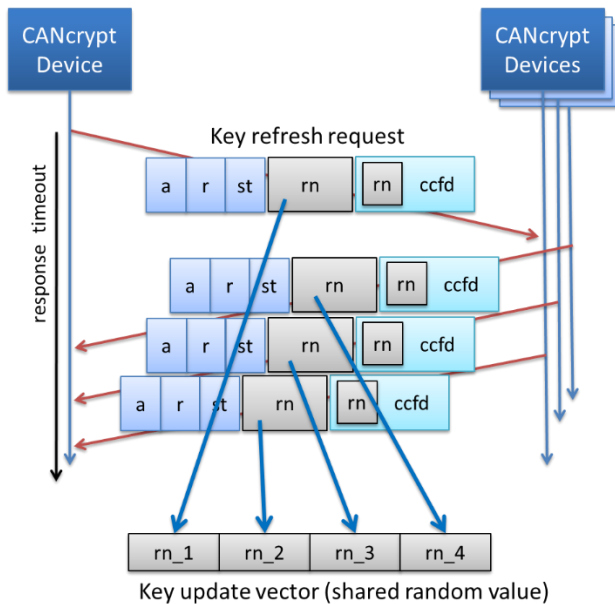 CANcrypt
Device
CANcrypt
Devices
response timeout
Key refresh request
a r st rn rn ccfd
a r st rn rn ccfd
a r st rn rn ccfd
a r st rn rn ccfd
rn_1 rn_2 rn_3 rn_4
Key update vector (shared random value)